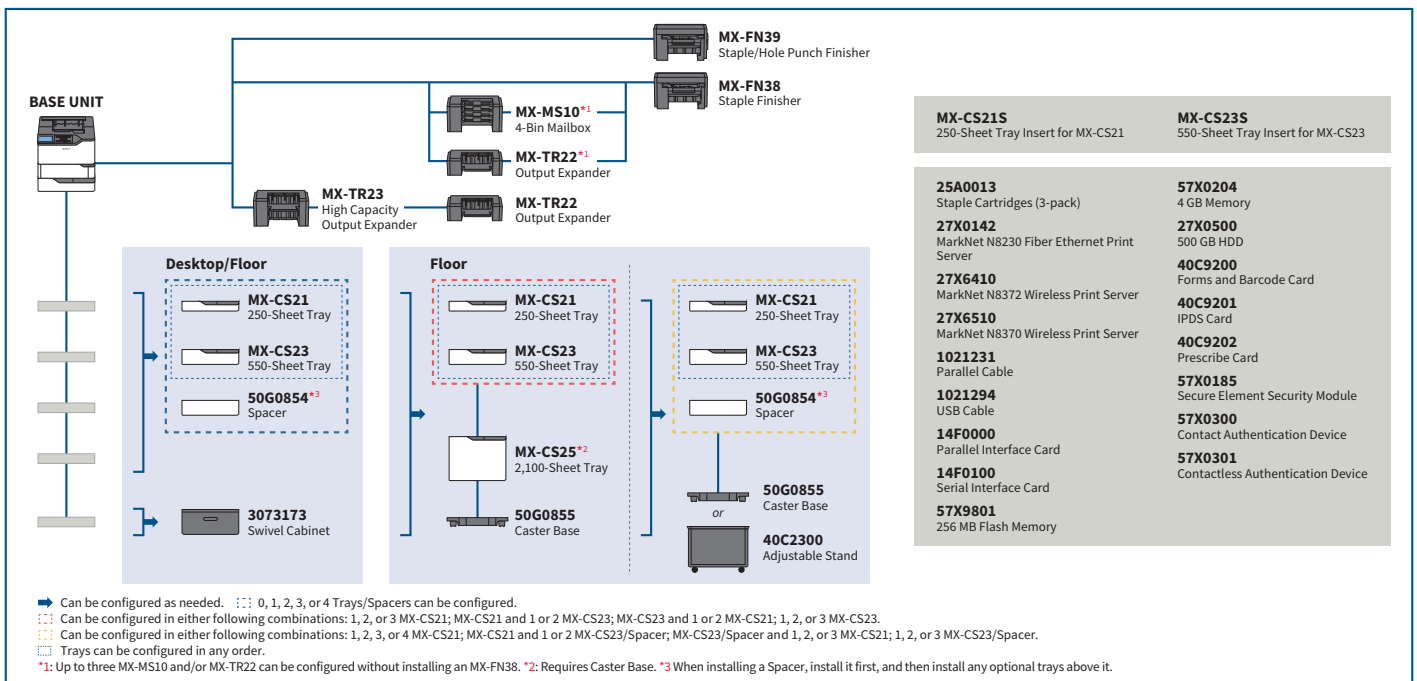 MX-FN39
Staple/Hole Punch Finisher
MX-FN38
Staple Finisher
BASE UNIT
MX-MS10*1
4-Bin Mailbox
MX-TR22*1
Output Expander
MX-TR23
High Capacity
Output Expander
MX-TR22
Output Expander
Desktop/Floor
MX-CS21
250-Sheet Tray
MX-CS23
550-Sheet Tray
50G0854*3
Spacer
3073173
Swivel Cabinet
Floor
MX-CS21
250-Sheet Tray
MX-CS23
550-Sheet Tray
MX-CS25*2
2,100-Sheet Tray
50G0855
Caster Base
MX-CS21
250-Sheet Tray
MX-CS23
550-Sheet Tray
50G0854*3
Spacer
50G0855
Caster Base
or
40C2300
Adjustable Stand
MX-CS21S
250-Sheet Tray Insert for MX-CS21
MX-CS23S
550-Sheet Tray Insert for MX-CS23
25A0013
Staple Cartridges (3-pack)
27X0142
MarkNet N8230 Fiber Ethernet Print
Server
27X6410
MarkNet N8372 Wireless Print Server
27X6510
MarkNet N8370 Wireless Print Server
1021231
Parallel Cable
1021294
USB Cable
14F0000
Parallel Interface Card
14F0100
Serial Interface Card
57X9801
256 MB Flash Memory
57X0204
4 GB Memory
27X0500
500 GB HDD
40C9200
Forms and Barcode Card
40C9201
IPDS Card
40C9202
Prescribe Card
57X0185
Secure Element Security Module
57X0300
Contact Authentication Device
57X0301
Contactless Authentication Device
Can be configured as needed. 0, 1, 2, 3, or 4 Trays/Spacers can be configured.
Can be configured in either following combinations: 1, 2, or 3 MX-CS21; MX-CS21 and 1 or 2 MX-CS23; MX-CS23 and 1 or 2 MX-CS21; 1, 2, or 3 MX-CS23.
Can be configured in either following combinations: 1, 2, 3, or 4 MX-CS21; MX-CS21 and 1 or 2 MX-CS23/Spacer; MX-CS23/Spacer and 1, 2, or 3 MX-CS21; 1, 2, or 3 MX-CS23/Spacer.
Trays can be configured in any order.
*1: Up to three MX-MS10 and/or MX-TR22 can be configured without installing an MX-FN38. *2: Requires Caster Base. *3 When installing a Spacer, install it first, and then install any optional trays above it.